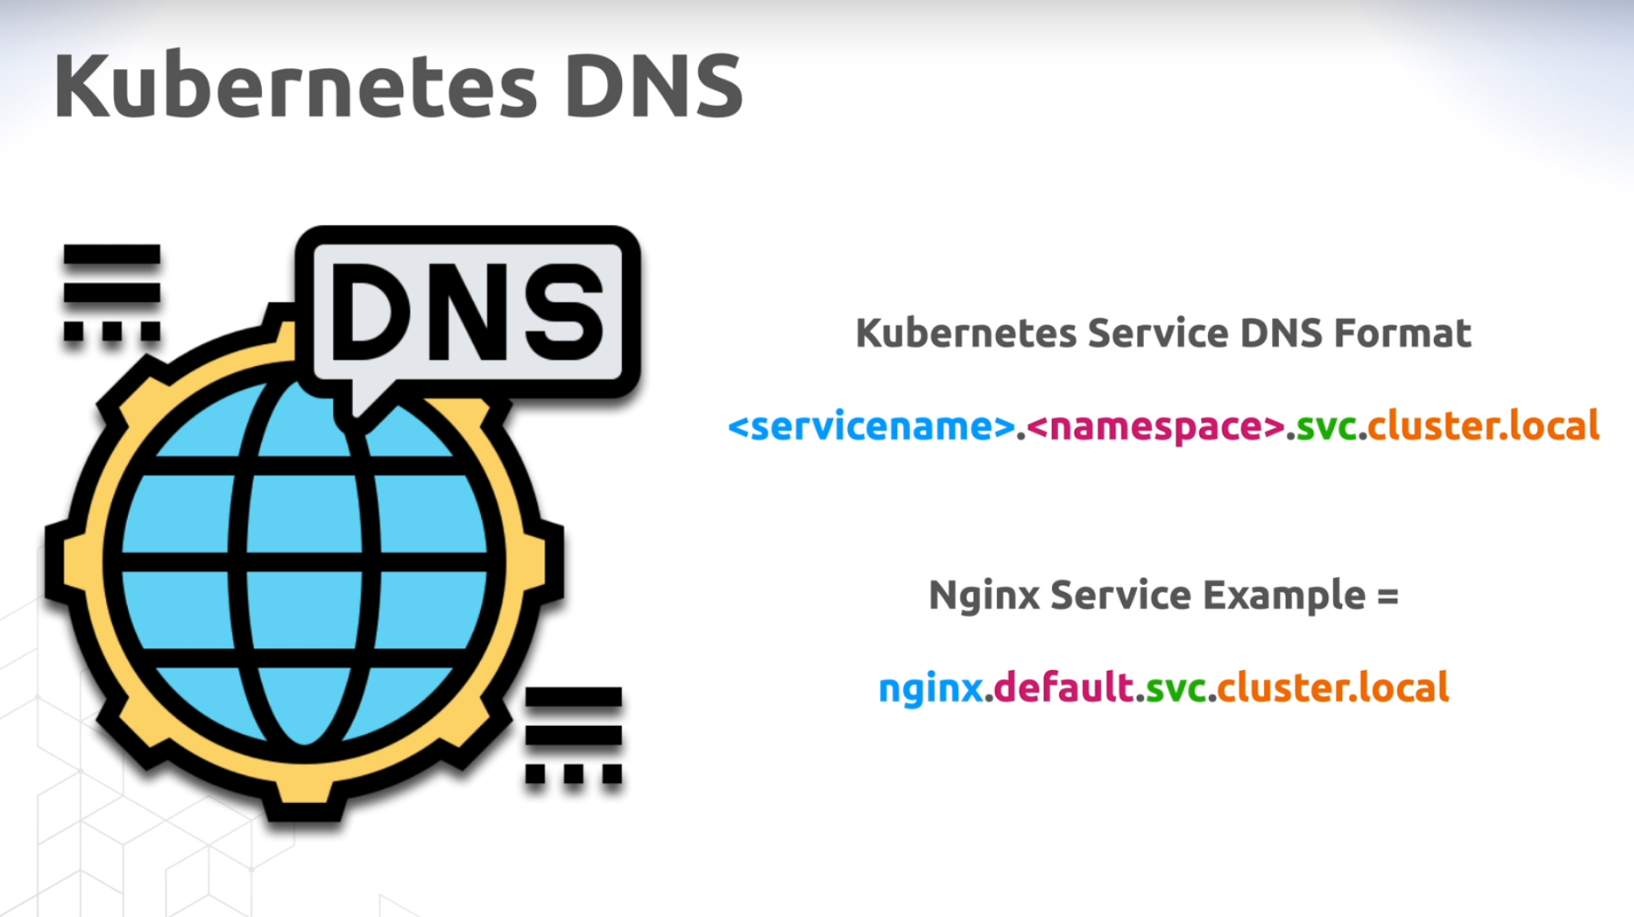 Kubernetes DNS
DNS
Kubernetes Service DNS Format
<servicename>.<namespace>.svc.cluster.local
Nginx Service Example =
nginx.default.svc.cluster.local